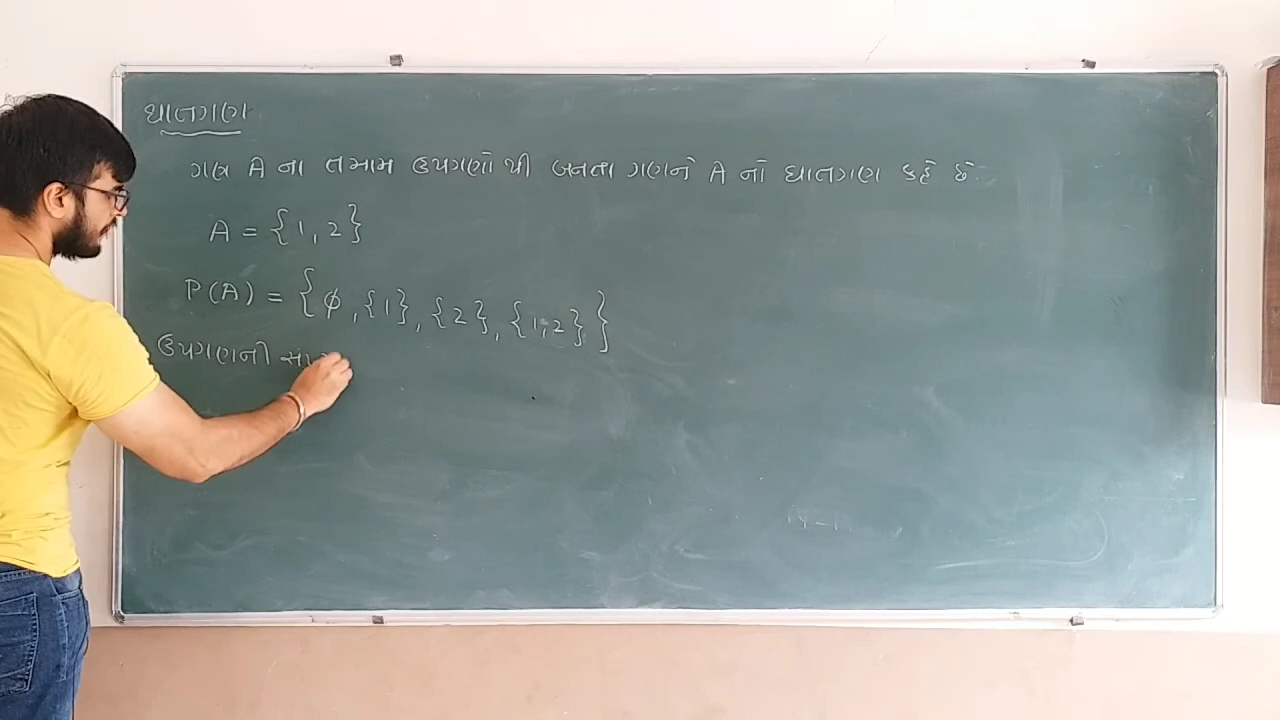 ઘાતગણ
ગણ A ના તમામ ઉપગણો થી બનતા ગણને A નો ઘાતગણ કહે છે.
A = {1, 2}
P(A) = {ϕ, {1}, {2}, {1,2}}
ઉપગણની